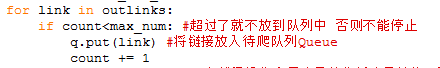 for link in outlinks:
if count<max_num: #超过了就不放到队列中 否则不能停止
q.put(link) #将链接放入待爬队列Queue
count += 1